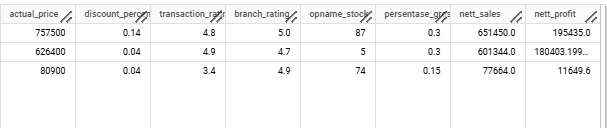 actual_price discount_percen transaction_ratin branch_rating opname_stock persentase_gros nett_sales nett_profit
757500 0.14 4.8 5.0 87 0.3 651450.0 195435.0
626400 0.04 4.9 4.7 5 0.3 601344.0 180403.199...
80900 0.04 3.4 4.9 74 0.15 77664.0 11649.6